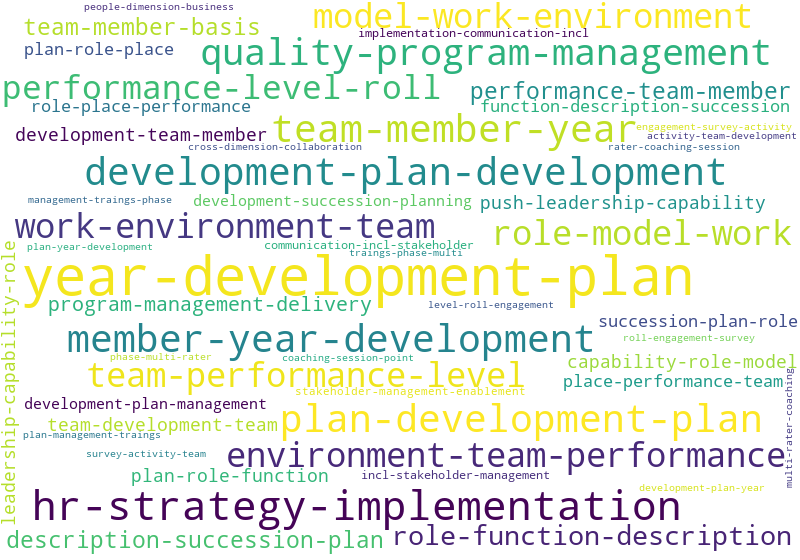 people-dimension-business
model-work-environment
team-member-basis
implementation-communication-incl
plan-role-place
quality-program-management
performance-level-roll
performance-team-member
role-place-performance
function-description-succession
team-member-year
engagement-survey-activity
development-team-member
activity-team-development
cross-dimension-collaboration
rater-coaching-session
development-plan-development
management-traings-phase
development-succession-planning
push-leadership-capability
work-environment-team
role-model-work
plan-year-development
communication-incl-stakeholder
traings-phase-multi
year-development-plan
leadership-capability-role
program-management-delivery
level-roll-engagement
succession-plan-role
member-year-development
roll-engagement-survey
phase-multi-rater
coaching-session-point
capability-role-model
team-performance-level
place-performance-team
multi-rater-coaching
stakeholder-management-enablement
development-plan-management
plan-development-plan
team-development-team
plan-management-traings
survey-activity-team
environment-team-performance
plan-role-function
incl-stakeholder-management
development-plan-year
hr-strategy-implementation
description-succession-plan
role-function-description